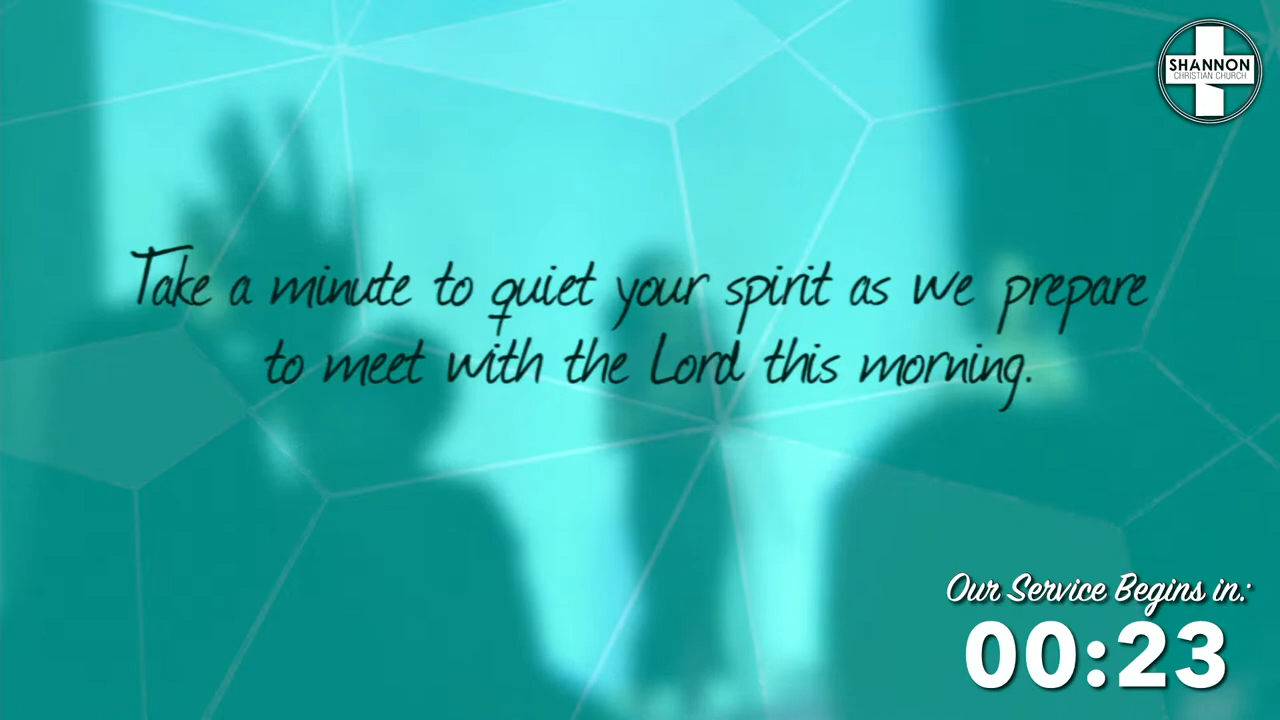 SHANNON
CHRISTIAN CHURCH
Take a minute to quiet your spirit as we prepare
to meet with the Lord this morning.
Our Service Begins in:
00:23